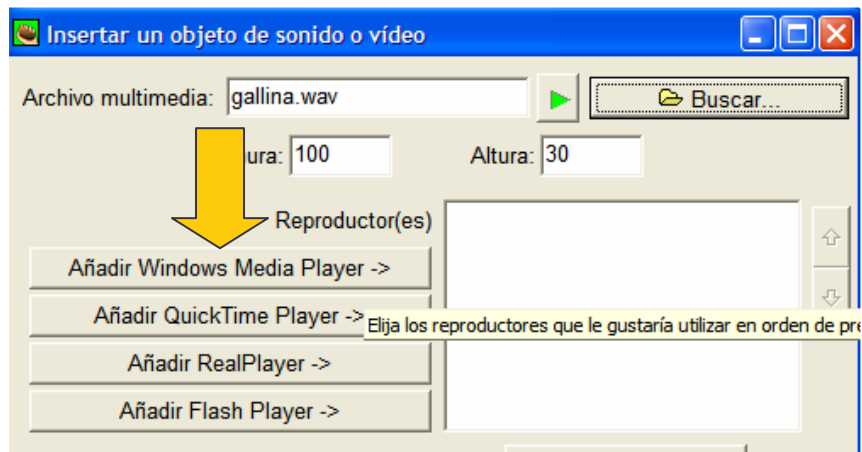 Insertar un objeto de sonido o vídeo
Archivo multimedia: gallina.wav Buscar...
ura: 100 Altura: 30
Reproductor(es)
Añadir Windows Media Player ->
Añadir QuickTime Player ->
Elija los reproductores que le gustaría utilizar en orden de pre
Añadir RealPlayer ->
Añadir Flash Player ->